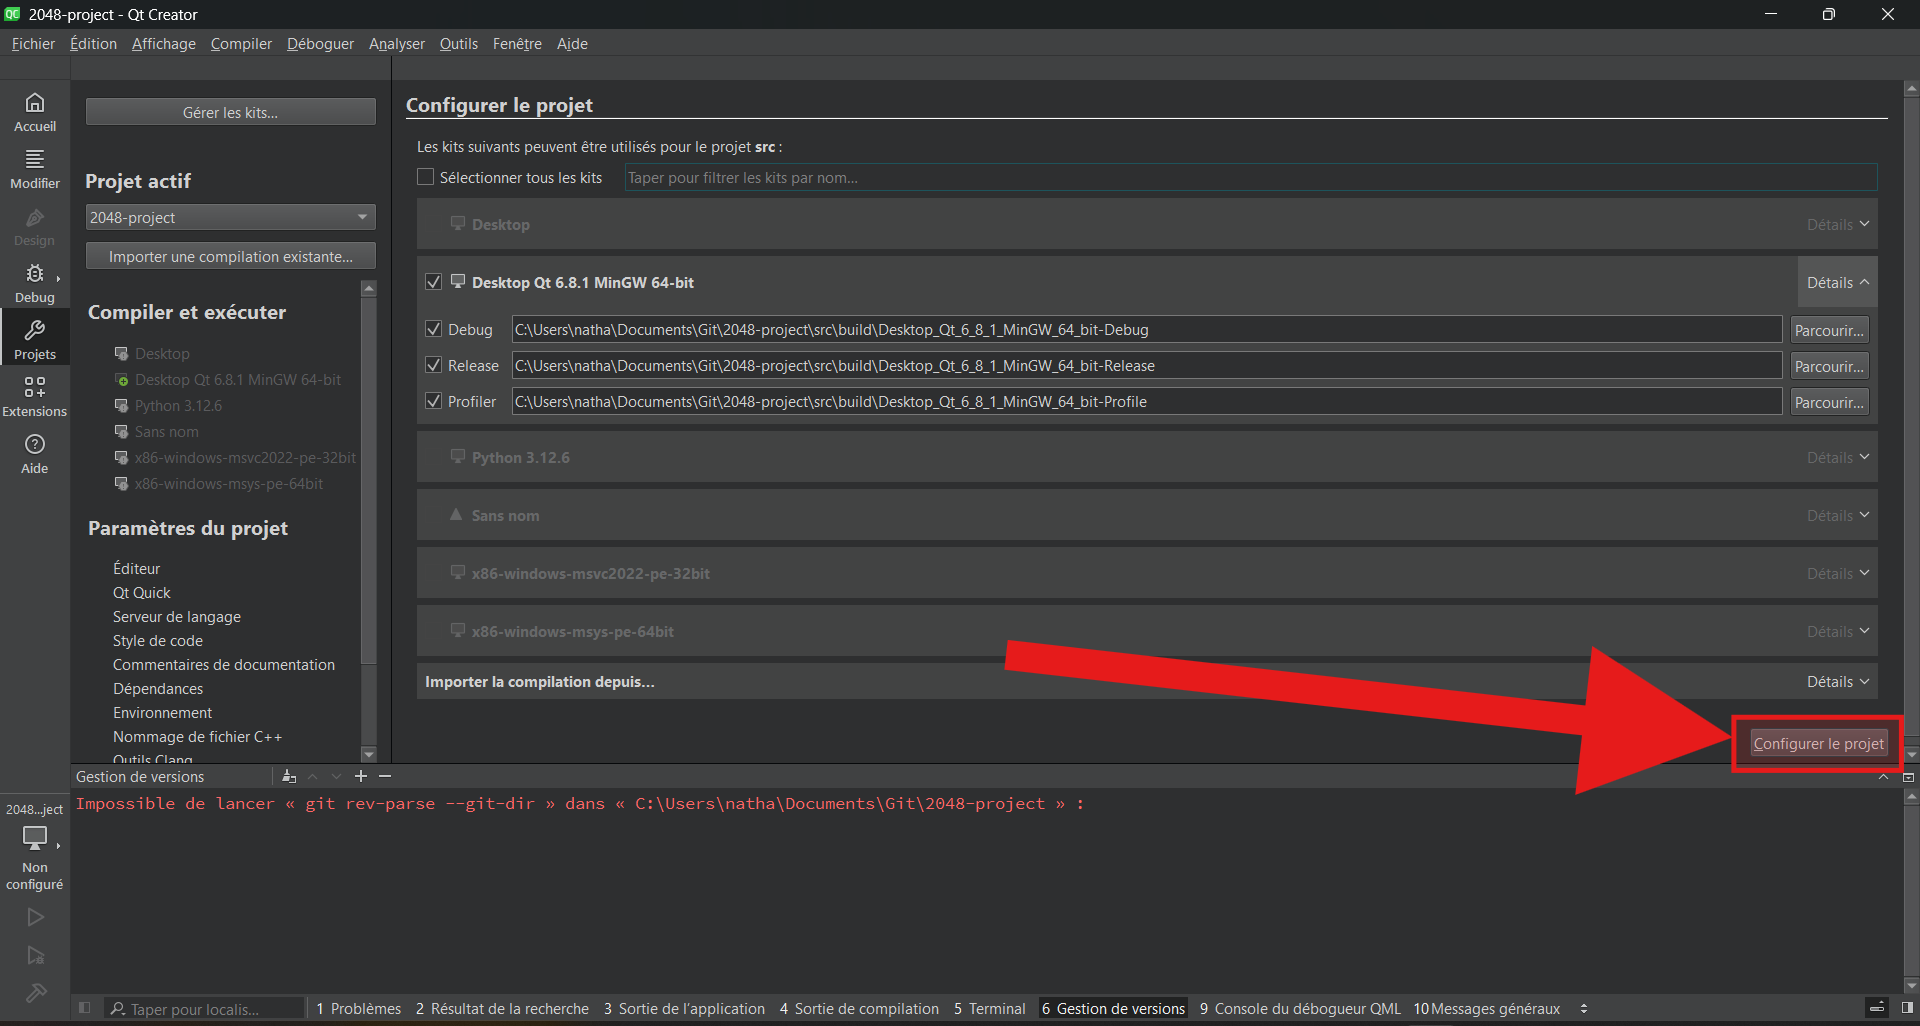 2048-project - Qt Creator
Fichier Édition Affichage Compiler Déboguer Analyser Outils Fenêtre Aide
Accueil
Modifier
Design
Debug
Projets
Extensions
Aide
Gérer les kits...
Projet actif
2048-project
Importer une compilation existante...
Compiler et exécuter
Desktop
Desktop Qt 6.8.1 MinGW 64-bit
Python 3.12.6
Sans nom
x86-windows-msvc2022-pe-32bit
x86-windows-msys-pe-64bit
Paramètres du projet
Éditeur
Qt Quick
Serveur de langage
Style de code
Commentaires de documentation
Dépendances
Environnement
Nommage de fichier C++
Outils Clang
Configurer le projet
Les kits suivants peuvent être utilisés pour le projet src :
Sélectionner tous les kits Taper pour filtrer les kits par nom...
Desktop Détails
Desktop Qt 6.8.1 MinGW 64-bit Détails
Debug C:\Users\natha\Documents\Git\2048-project\src\build\Desktop_Qt_6_8_1_MinGW_64_bit-Debug Parcourir...
Release C:\Users\natha\Documents\Git\2048-project\src\build\Desktop_Qt_6_8_1_MinGW_64_bit-Release Parcourir...
Profiler C:\Users\natha\Documents\Git\2048-project\src\build\Desktop_Qt_6_8_1_MinGW_64_bit-Profile Parcourir...
Python 3.12.6 Détails
Sans nom Détails
x86-windows-msvc2022-pe-32bit Détails
x86-windows-msys-pe-64bit Détails
Importer la compilation depuis... Détails
Configurer le projet
Gestion de versions
Impossible de lancer « git rev-parse --git-dir » dans « C:\Users\natha\Documents\Git\2048-project » :
2048...ject
Non
configuré
Taper pour localis... 1 Problèmes 2 Résultat de la recherche 3 Sortie de l'application 4 Sortie de compilation 5 Terminal 6 Gestion de versions 9 Console du débogueur QML 10 Messages généraux